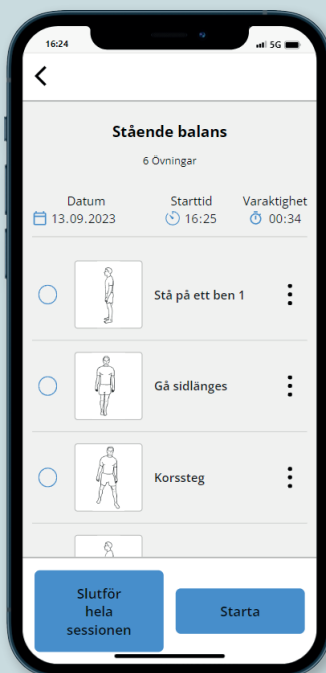 16:24
5G
Stående balans
6 Övningar
Datum
Starttid
Varaktighet
13.09.2023
16:25
00:34
Stå på ett ben 1
Gå sidlänges
Korssteg
Slutför
hela
sessionen
Starta